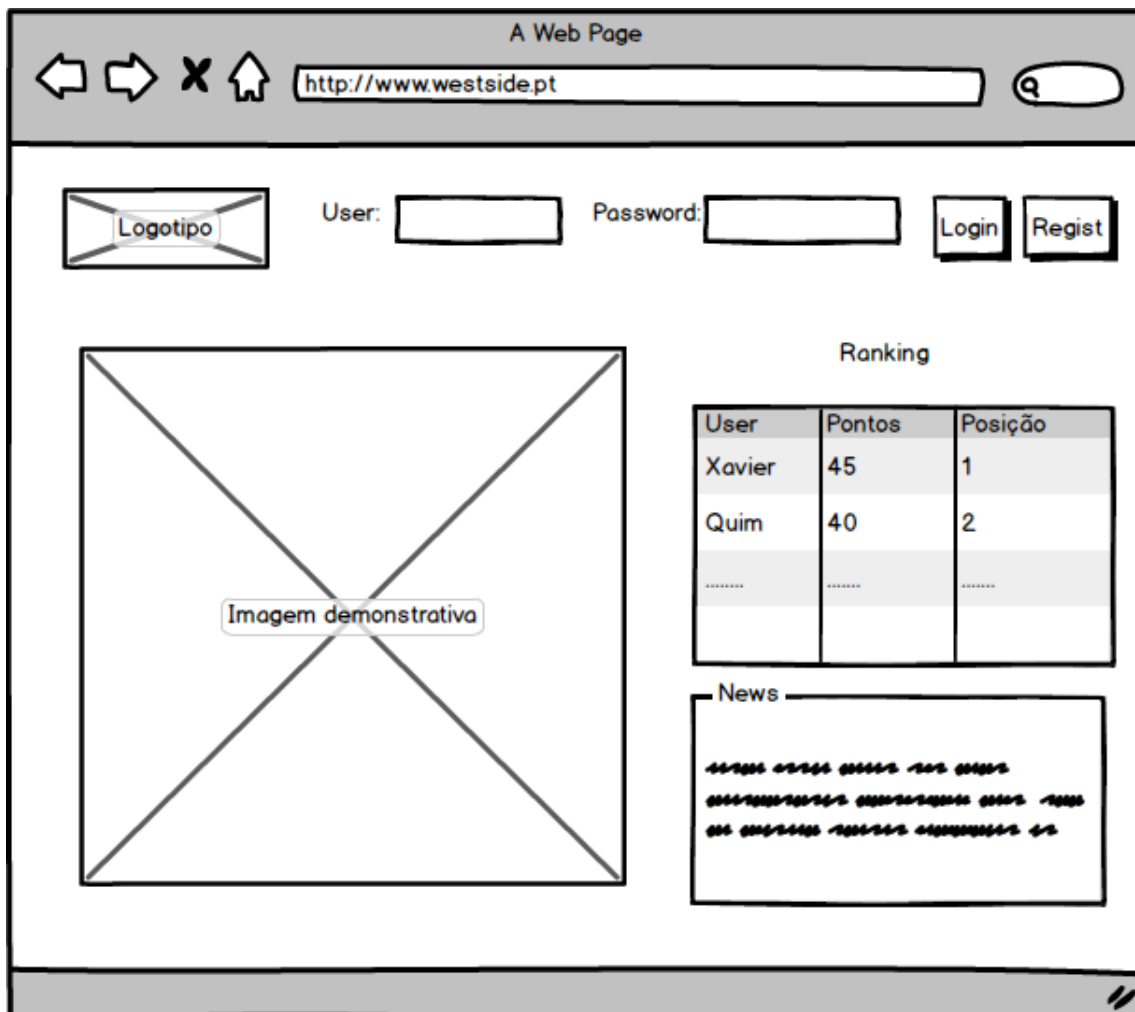 A Web Page
http://www.westside.pt
Logotipo
User:
Password:
Login
Regist
Ranking
User Pontos Posição
Xavier 45 1
Quim 40 2
........ ....... .......
Imagem demonstrativa
News